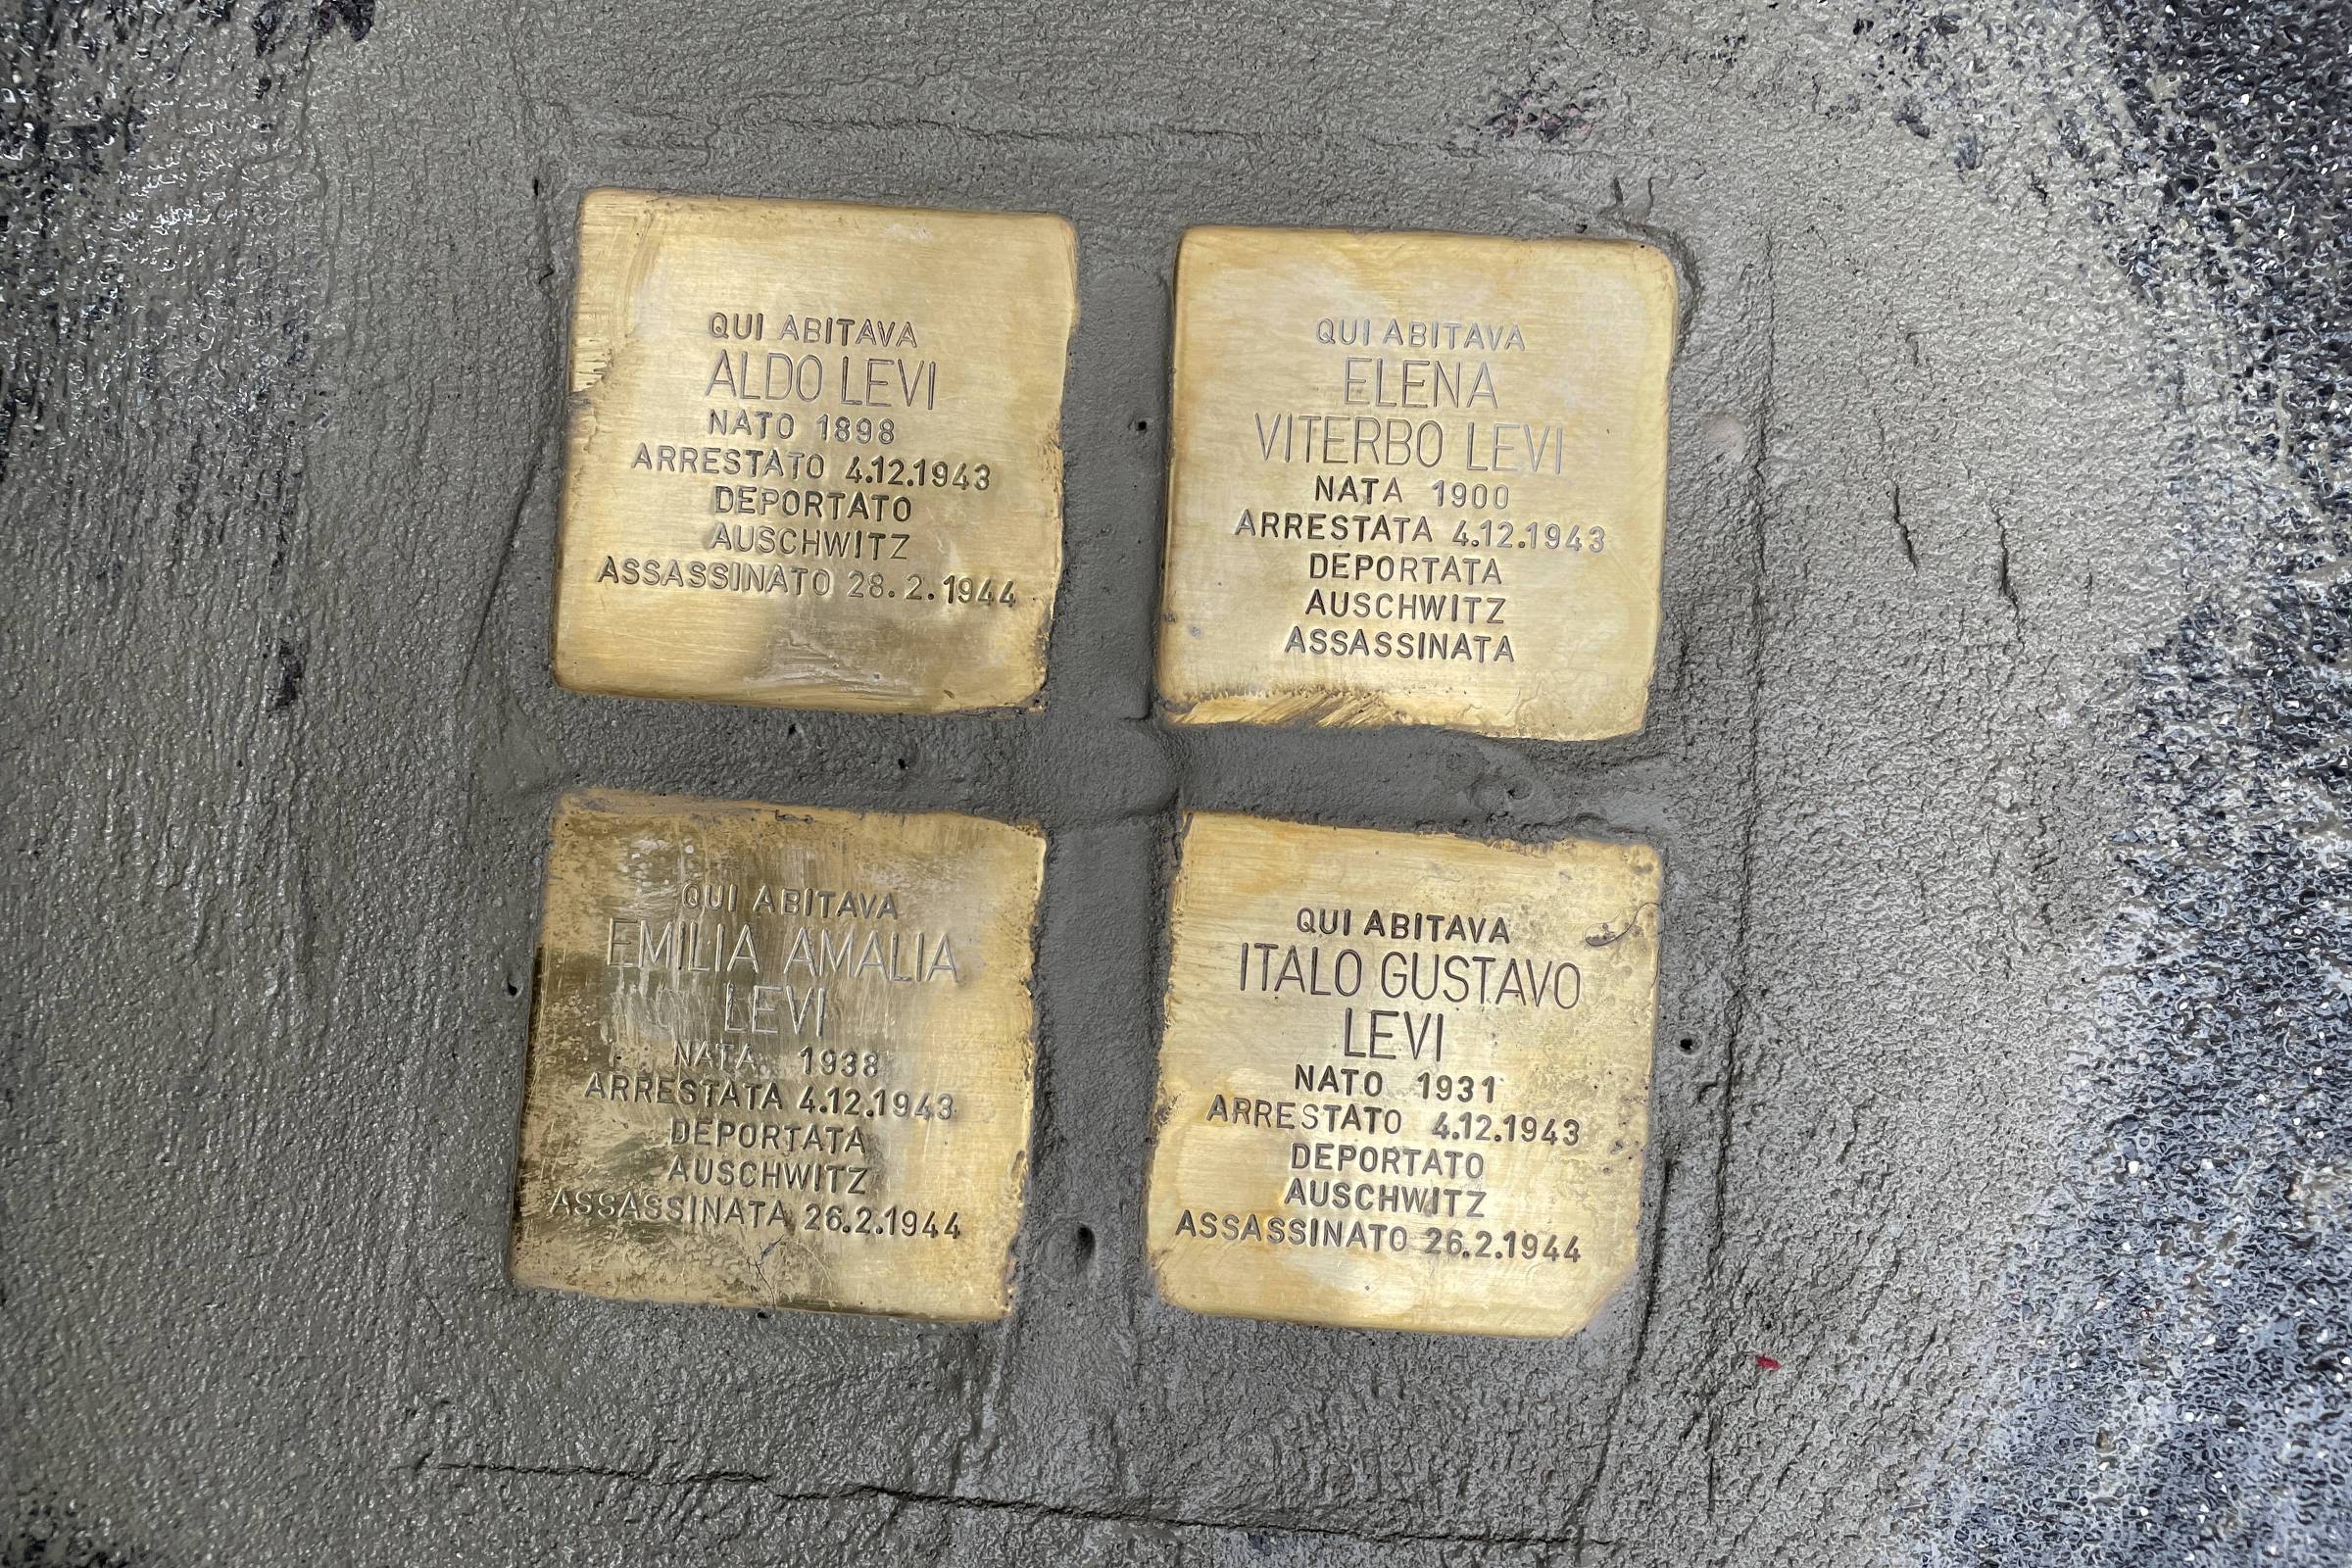 QUI ABITAVA
ALDO LEVI
NATO 1898
ARRESTATO 4.12.1943
DEPORTATO
AUSCHWITZ
ASSASSINATO 28.2.1944
QUI ABITAVA
ELENA
VITERBO LEVI
NATA 1900
ARRESTATA 4.12.1943
DEPORTATA
AUSCHWITZ
ASSASSINATA
QUI ABITAVA
EMILIA AMALIA
LEVI
NATA 1938
ARRESTATA 4.12.1943
DEPORTATA
AUSCHWITZ
ASSASSINATA 26.2.1944
QUI ABITAVA
ITALO GUSTAVO
LEVI
NATO 1931
ARRESTATO 4.12.1943
DEPORTATO
AUSCHWITZ
ASSASSINATO 26.2.1944